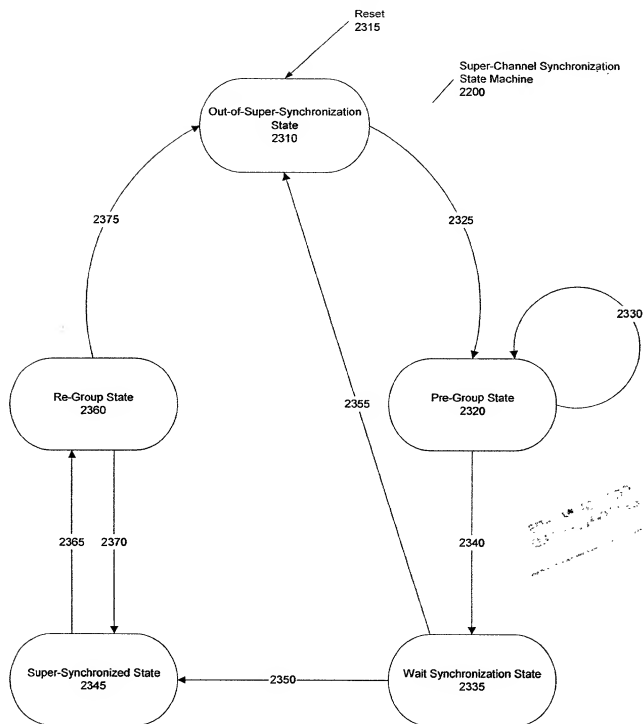 Reset
2315
Super-Channel Synchronization
State Machine
2200
Out-of-Super-Synchronization
State
2310
2375
2325
2330
Re-Group State
2360
2355
Pre-Group State
2320
2365
2370
2340
Super-Synchronized State
2345
2350
Wait Synchronization State
2335